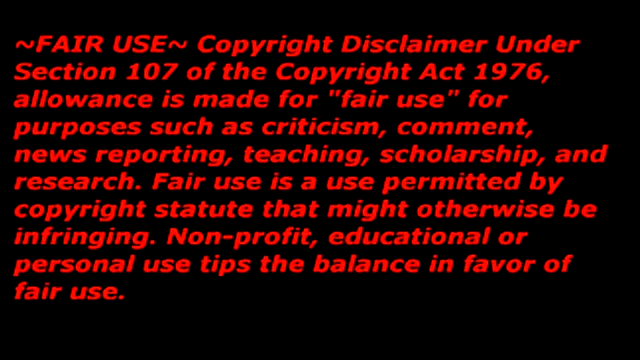 ~FAIR USE~ Copyright Disclaimer Under
Section 107 of the Copyright Act 1976,
allowance is made for "fair use" for
purposes such as criticism, comment,
news reporting, teaching, scholarship, and
research. Fair use is a use permitted by
copyright statute that might otherwise be
infringing. Non-profit, educational or
personal use tips the balance in favor of
fair use.